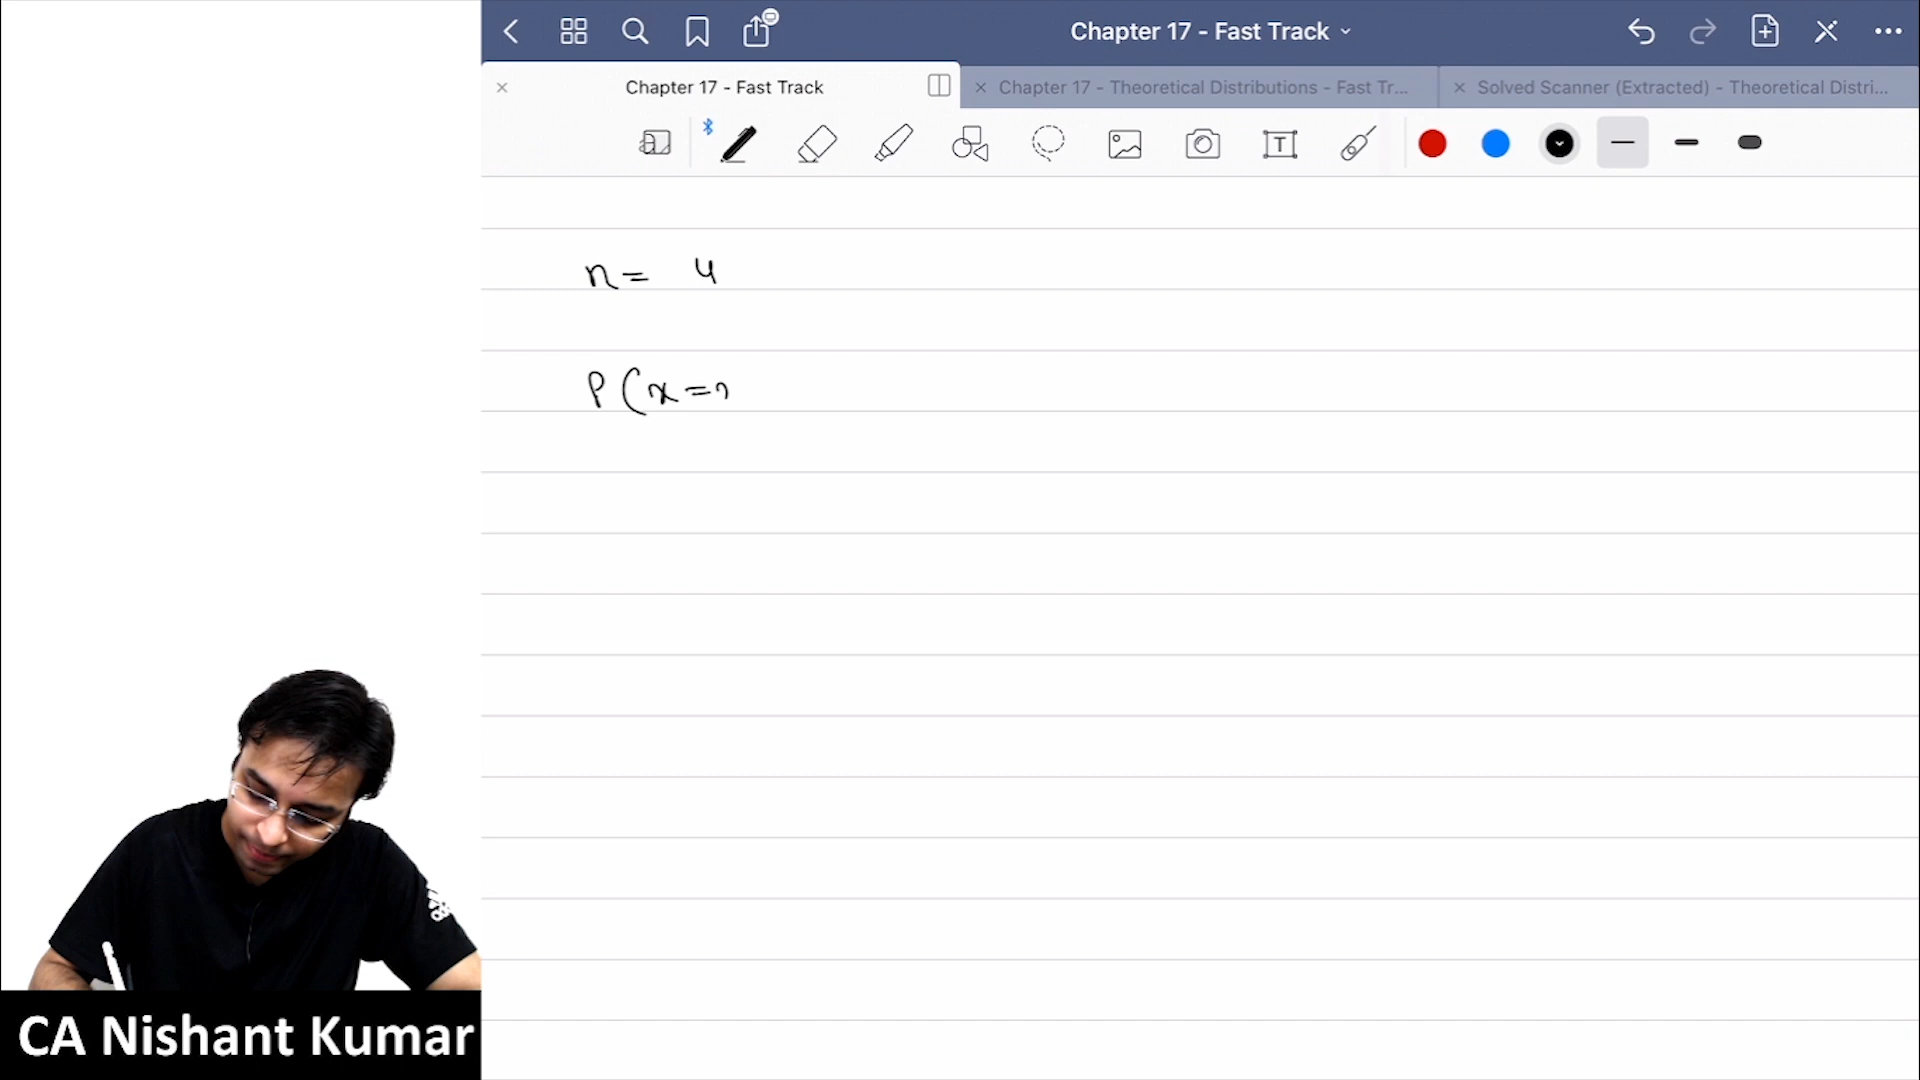 Chapter 17 - Fast Track
Chapter 17 - Fast Track
Chapter 17 - Theoretical Distributions - Fast Tr...
Solved Scanner (Extracted) - Theoretical Distri...
n = 4
P(x =
CA Nishant Kumar